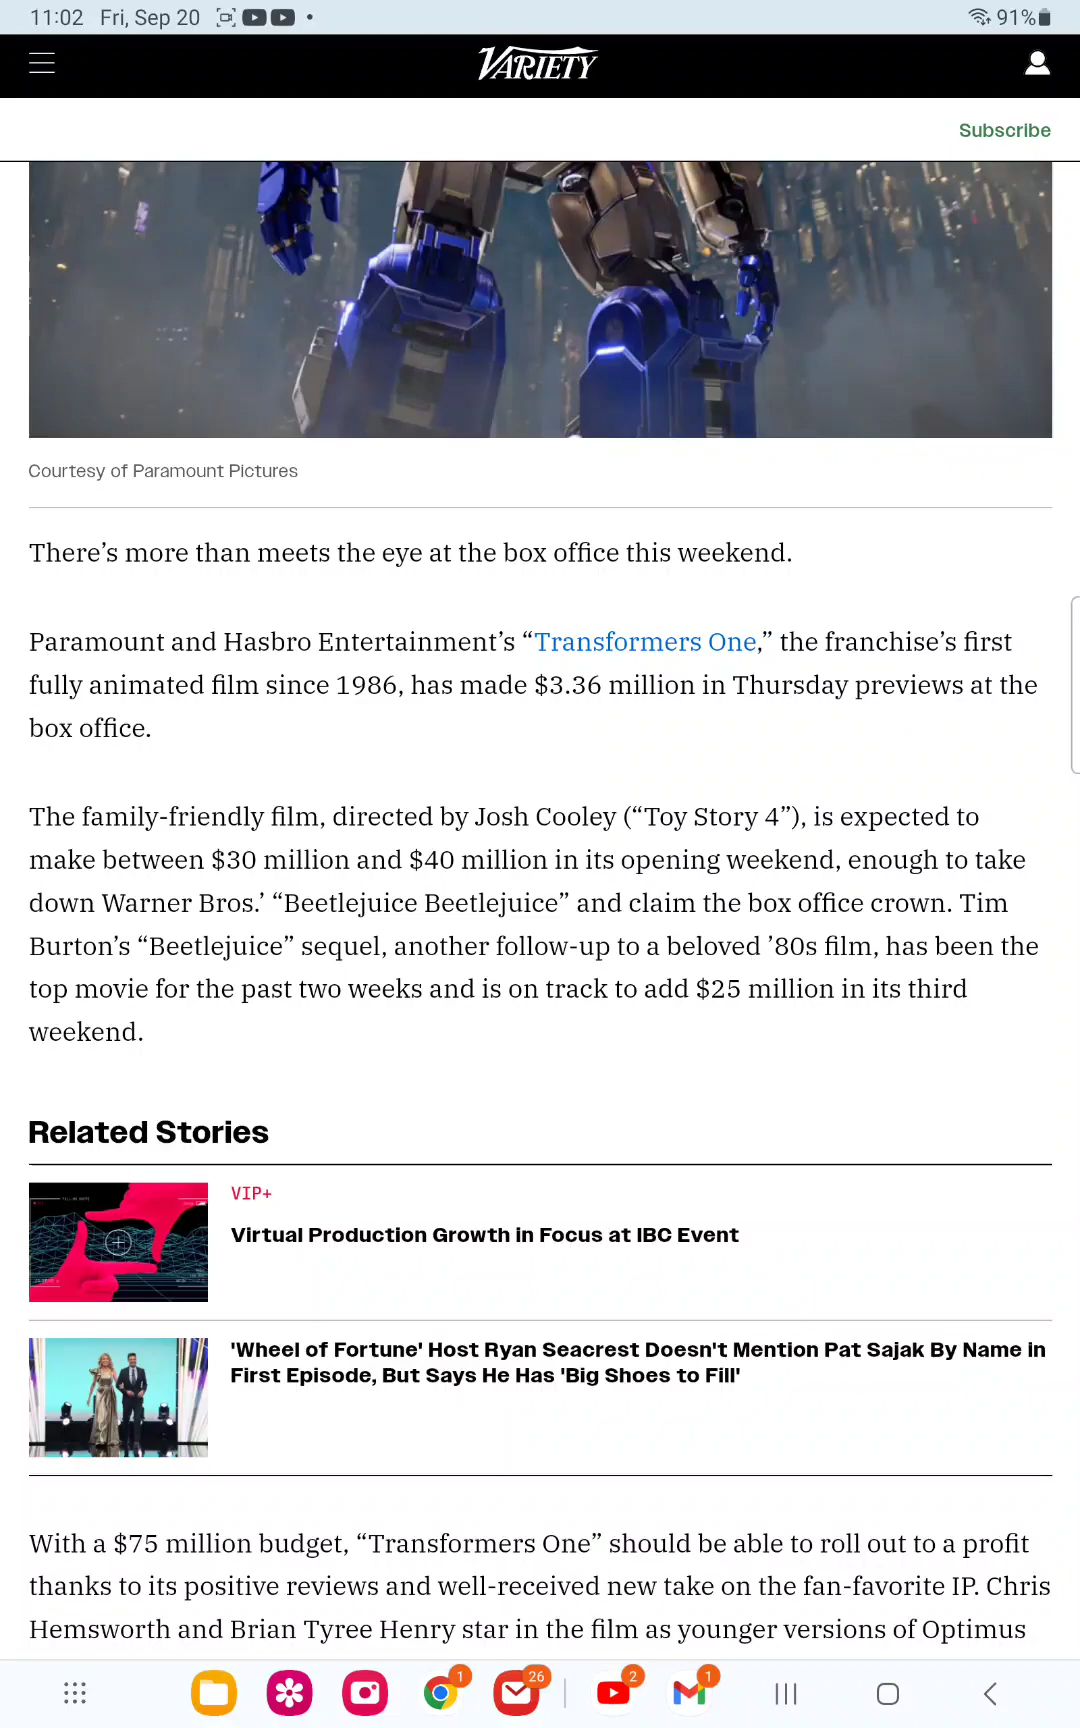 11:02 Fri, Sep 20
91%
VARIETY
Subscribe
Courtesy of Paramount Pictures
There’s more than meets the eye at the box office this weekend.
Paramount and Hasbro Entertainment’s “Transformers One,” the franchise’s first
fully animated film since 1986, has made $3.36 million in Thursday previews at the
box office.
The family-friendly film, directed by Josh Cooley (“Toy Story 4”), is expected to
make between $30 million and $40 million in its opening weekend, enough to take
down Warner Bros.’ “Beetlejuice Beetlejuice” and claim the box office crown. Tim
Burton’s “Beetlejuice” sequel, another follow-up to a beloved ’80s film, has been the
top movie for the past two weeks and is on track to add $25 million in its third
weekend.
Related Stories
VIP+
Virtual Production Growth in Focus at IBC Event
'Wheel of Fortune' Host Ryan Seacrest Doesn't Mention Pat Sajak By Name in
First Episode, But Says He Has 'Big Shoes to Fill'
With a $75 million budget, “Transformers One” should be able to roll out to a profit
thanks to its positive reviews and well-received new take on the fan-favorite IP. Chris
Hemsworth and Brian Tyree Henry star in the film as younger versions of Optimus
1 26 2 1